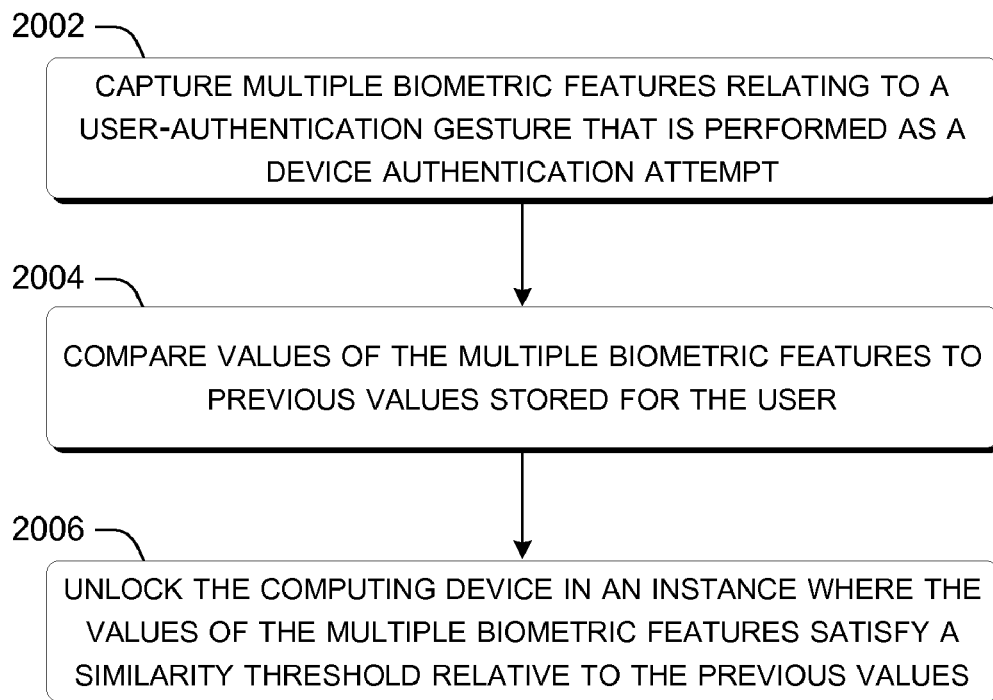 2002
CAPTURE MULTIPLE BIOMETRIC FEATURES RELATING TO A
USER-AUTHENTICATION GESTURE THAT IS PERFORMED AS A
DEVICE AUTHENTICATION ATTEMPT
2004
COMPARE VALUES OF THE MULTIPLE BIOMETRIC FEATURES TO
PREVIOUS VALUES STORED FOR THE USER
2006
UNLOCK THE COMPUTING DEVICE IN AN INSTANCE WHERE THE
VALUES OF THE MULTIPLE BIOMETRIC FEATURES SATISFY A
SIMILARITY THRESHOLD RELATIVE TO THE PREVIOUS VALUES